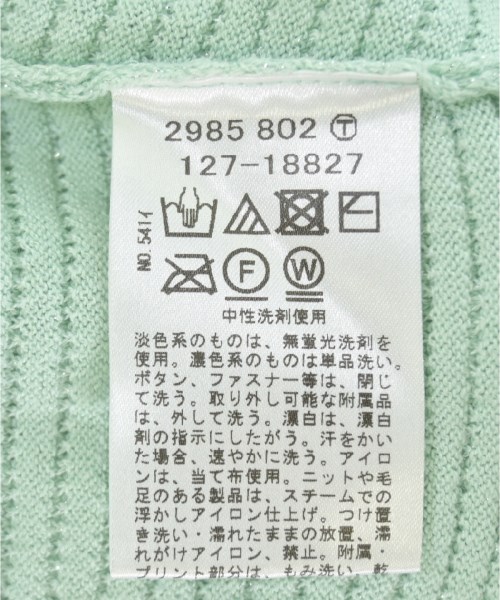 2985 802 Ⓣ
127-18827
NO.5414
F W
中性洗剤使用
淡色系のものは、無蛍光洗剤を
使用。濃色系のものは単品洗い。
ボタン、ファスナー等は、閉じ
て洗う。取り外し可能な附属品
は、外して洗う。漂白は、漂白
剤の指示にしたがう。汗をかい
た場合、速やかに洗う。アイロ
ンは、当て布使用。ニットや毛
足のある製品は、スチームでの
浮かしアイロン仕上げ。つけ置
き洗い・濡れたままの放置、濡
れがけアイロン、禁止。附属・
プリント部分は、もみ洗い、乾